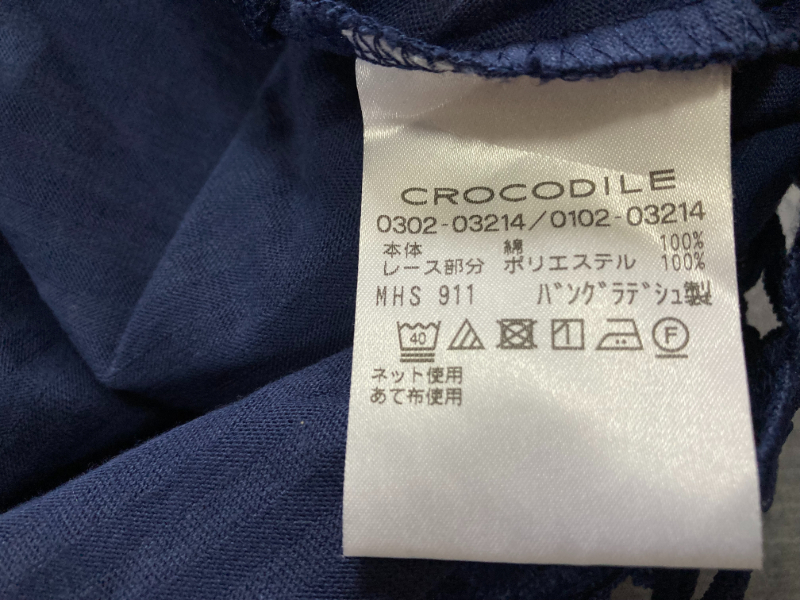 CROCODILE
0302-03214/0102-03214
本体 綿 100%
レース部分 ポリエステル 100%
MHS 911 バングラデシュ製
40 F
ネット使用
あて布使用